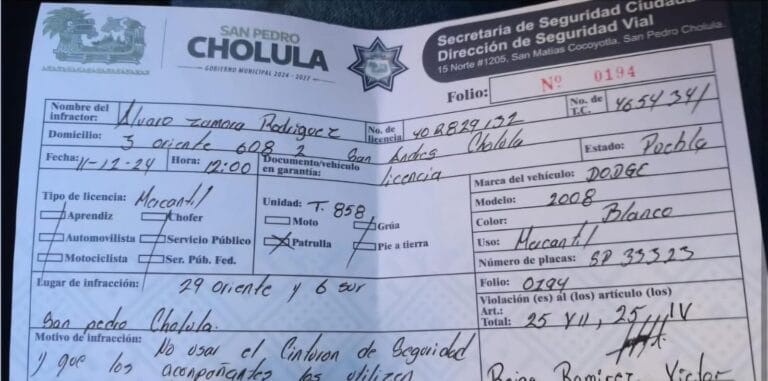 SAN PEDRO
CHOLULA
GOBIERNO MUNICIPAL 2024 - 2027
Secretaria de Seguridad Ciudada
Dirección de Seguridad Vial
15 Norte #1205, San Matías Cocoyotla, San Pedro Cholula.
Folio: Nº 0194
Nombre del infractor: Alvaro Zamora Rodriguez No. de licencia 40R829132 No. de T.C. 4654341
Domicilio: 3 oriente 608 2 San Andres Cholula Estado: Puebla
Fecha: 11-12-24 Hora: 12:00 Documento/vehículo en garantía: licencia
Marca del vehículo: DODGE
Modelo: 2008
Color: Blanco
Uso: Mercantil
Número de placas: SP 33323
Folio: 0194
Violación (es) al (los) artículo (los)
Art.:
Total: 25 VII, 25, IV
Tipo de licencia: Mercantil
Aprendiz Chofer
Automovilista Servicio Público
Motociclista Ser. Púb. Fed.
Unidad: T. 858
Moto Grúa
Patrulla Pie a tierra
Lugar de infracción: 29 oriente y 6 sur
San pedro Cholula.
Motivo de infracción: No usar el Cinturon de Seguridad
y que los acompañantes los utilizen
Ramirez Victor